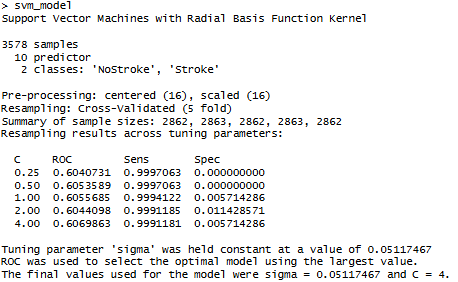 > svm_model
Support Vector Machines with Radial Basis Function Kernel
3578 samples
10 predictor
2 classes: 'NoStroke', 'Stroke'
Pre-processing: centered (16), scaled (16)
Resampling: Cross-Validated (5 fold)
Summary of sample sizes: 2862, 2863, 2862, 2863, 2862
Resampling results across tuning parameters:
C ROC Sens Spec
0.25 0.6040731 0.9997063 0.000000000
0.50 0.6053589 0.9997063 0.000000000
1.00 0.6055685 0.9994122 0.005714286
2.00 0.6044098 0.9991185 0.011428571
4.00 0.6069863 0.9991181 0.005714286
Tuning parameter 'sigma' was held constant at a value of 0.05117467
ROC was used to select the optimal model using the largest value.
The final values used for the model were sigma = 0.05117467 and C = 4.